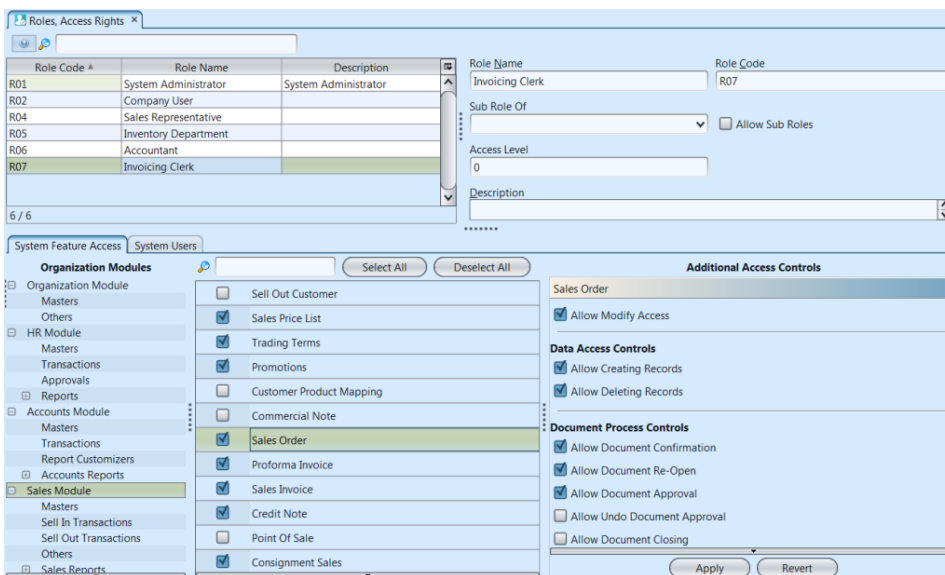 Roles, Access Rights
Role Code
Role Name
Description
R01 System Administrator System Administrator
R02 Company User
R04 Sales Representative
R05 Inventory Department
R06 Accountant
R07 Invoicing Clerk
6 / 6
Role Name
Role Code
Invoicing Clerk
R07
Sub Role Of
Allow Sub Roles
Access Level
0
Description
System Feature Access
System Users
Organization Modules
Organization Module
Masters
Others
HR Module
Masters
Transactions
Approvals
Reports
Accounts Module
Masters
Transactions
Report Customizers
Accounts Reports
Sales Module
Masters
Sell In Transactions
Sell Out Transactions
Others
Sales Reports
Select All
Deselect All
Sell Out Customer
Sales Price List
Trading Terms
Promotions
Customer Product Mapping
Commercial Note
Sales Order
Proforma Invoice
Sales Invoice
Credit Note
Point Of Sale
Consignment Sales
Additional Access Controls
Sales Order
Allow Modify Access
Data Access Controls
Allow Creating Records
Allow Deleting Records
Document Process Controls
Allow Document Confirmation
Allow Document Re-Open
Allow Document Approval
Allow Undo Document Approval
Allow Document Closing
Apply
Revert